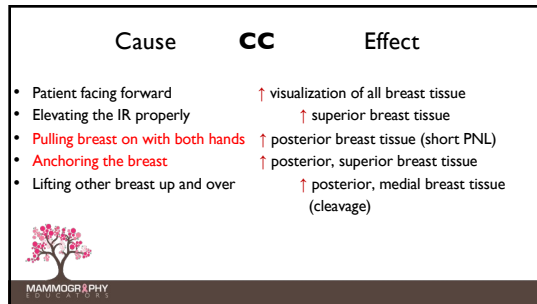 Cause CC Effect
• Patient facing forward ↑ visualization of all breast tissue
• Elevating the IR properly ↑ superior breast tissue
• Pulling breast on with both hands ↑ posterior breast tissue (short PNL)
• Anchoring the breast ↑ posterior, superior breast tissue
• Lifting other breast up and over ↑ posterior, medial breast tissue
(cleavage)
MAMMOGRAPHY
EDUCATORS